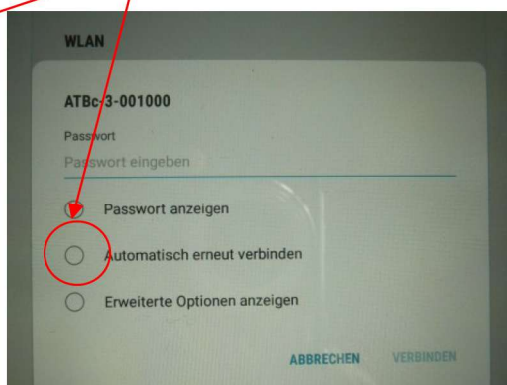 WLAN
ATBc-3-001000
Passwort
Passwort eingeben
Passwort anzeigen
Automatisch erneut verbinden
Erweiterte Optionen anzeigen
ABBRECHEN VERBINDEN